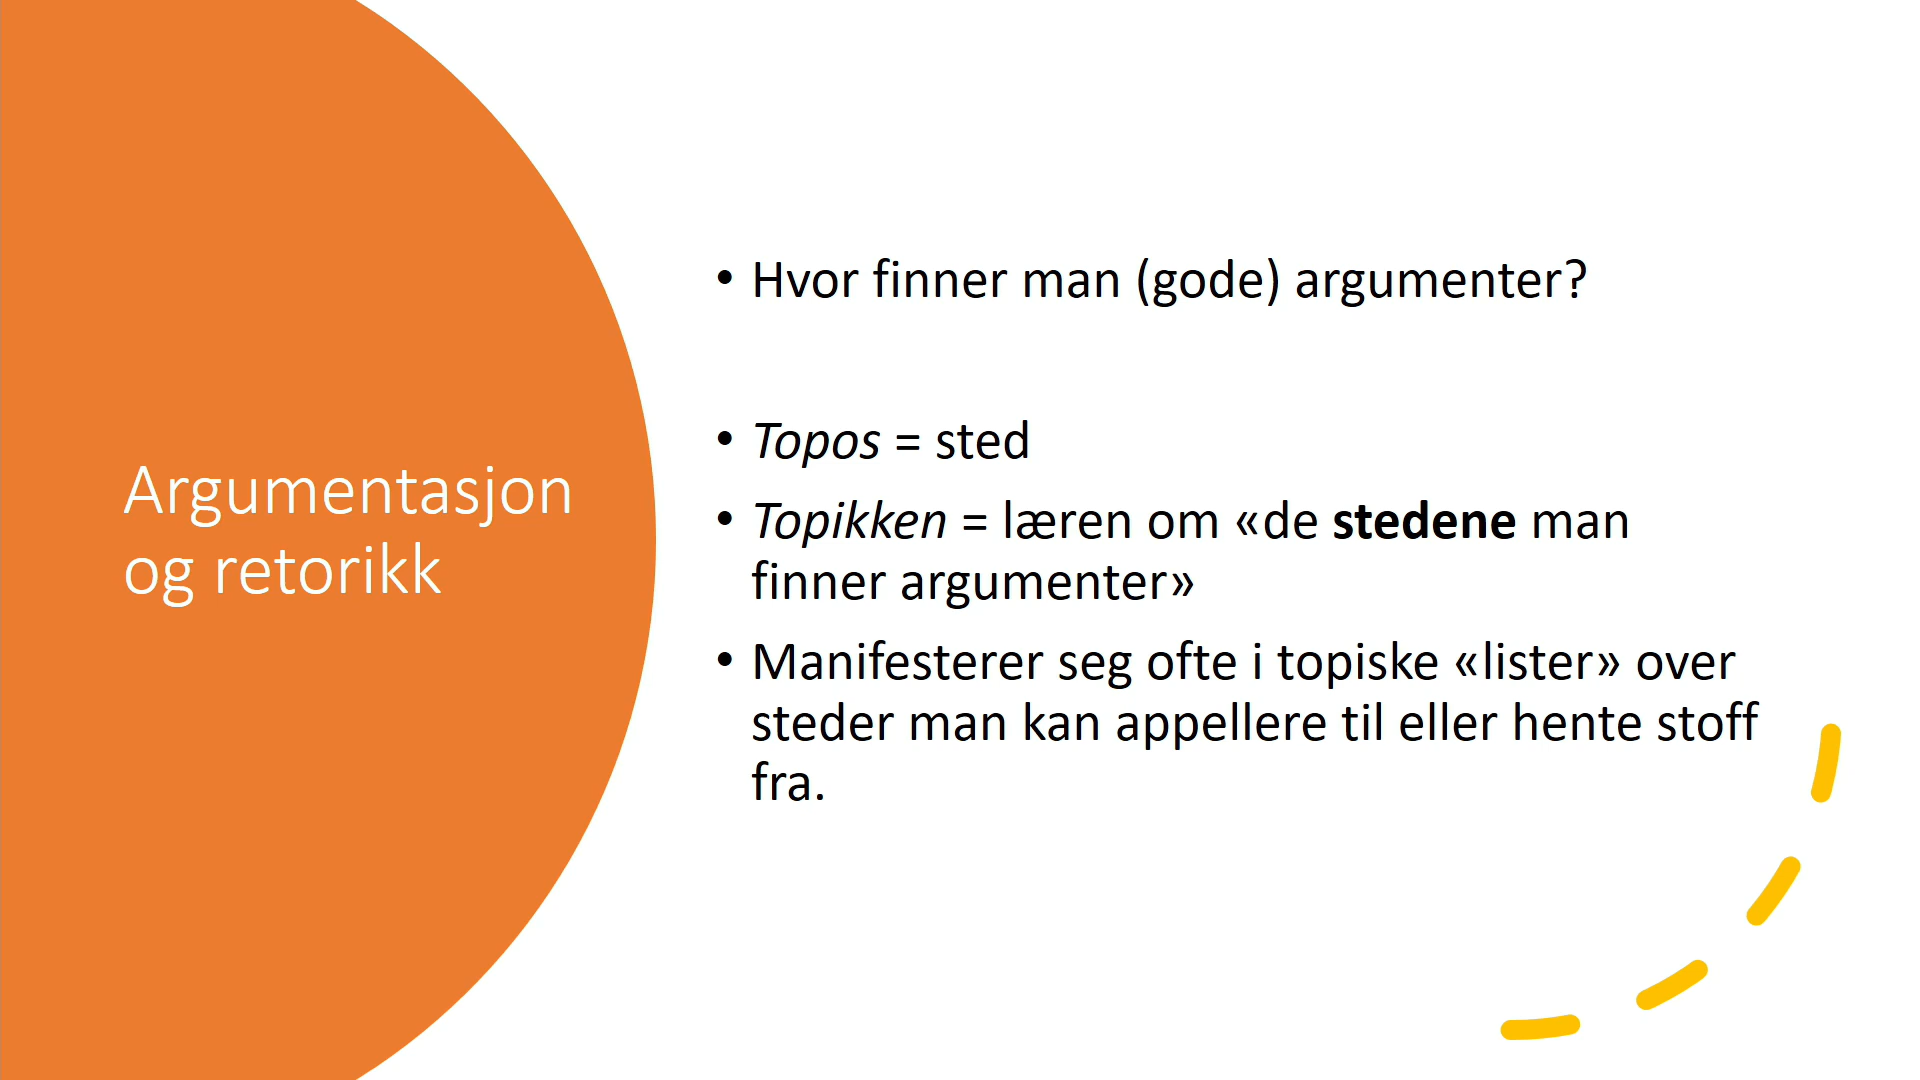 Argumentasjon
og retorikk
• Hvor finner man (gode) argumenter?
• Topos = sted
• Topikken = læren om «de stedene man
finner argumenter»
• Manifesterer seg ofte i topiske «lister» over
steder man kan appellere til eller hente stoff
fra.